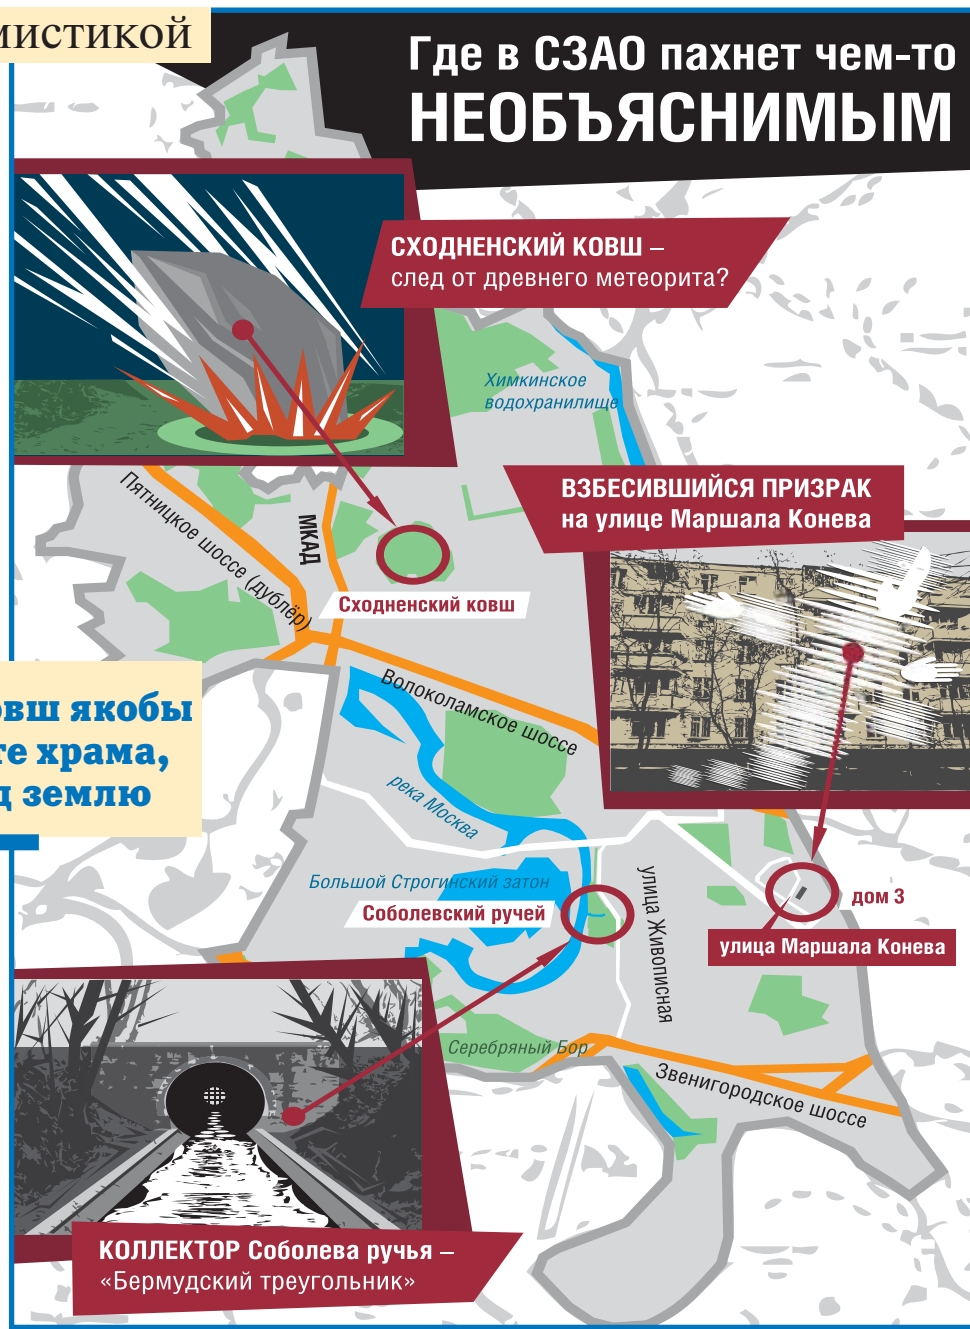 мистикой
Где в СЗАО пахнет чем-то
НЕОБЪЯСНИМЫМ
СХОДНЕНСКИЙ КОВШ –
след от древнего метеорита?
Химкинское
водохранилище
ВЗБЕСИВШИЙСЯ ПРИЗРАК
на улице Маршала Конева
Пятницкое шоссе (дублёр)
МКАД
Сходненский ковш
Волоколамское шоссе
якобы
храма,
землю
река Москва
Большой Строгинский затон
Соболевский ручей
улица Живописная
дом 3
улица Маршала Конева
Серебряный Бор
Звенигородское шоссе
КОЛЛЕКТОР Соболева ручья –
«Бермудский треугольник»